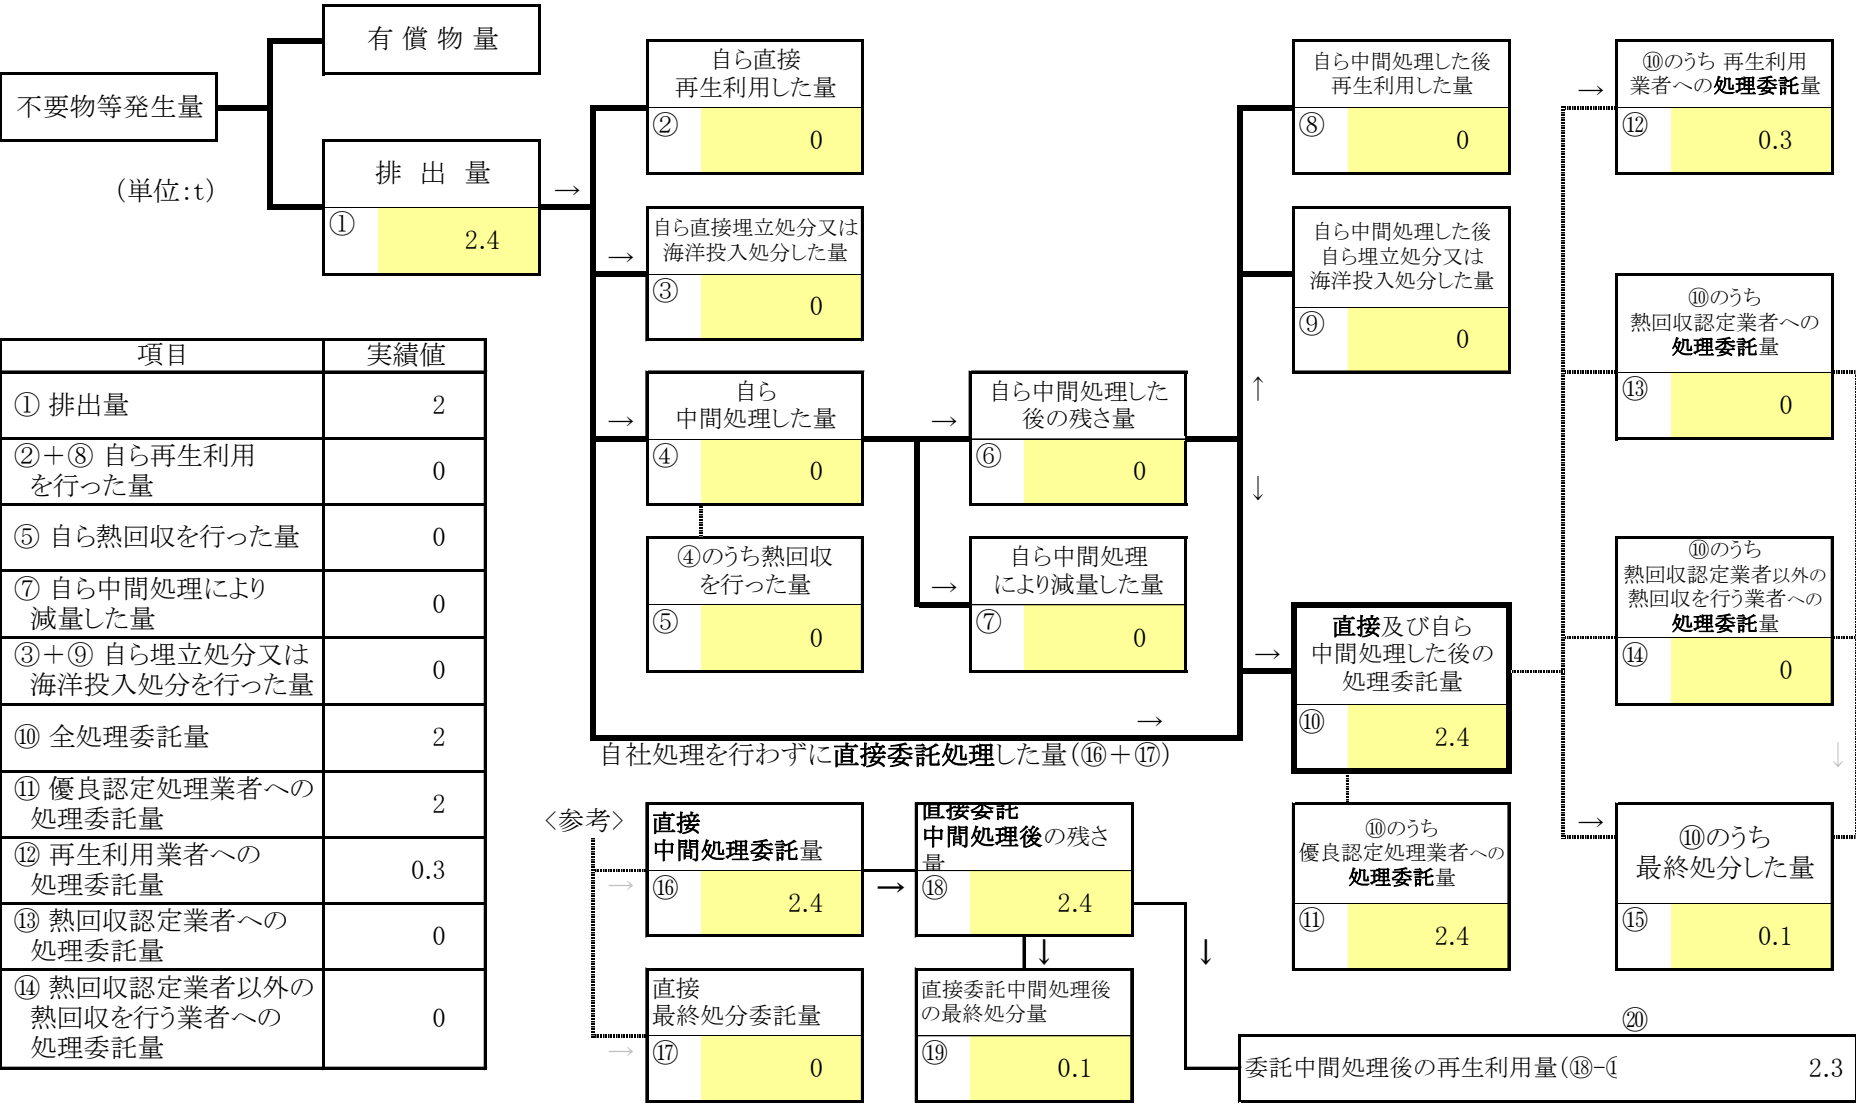 有 償 物 量
不要物等発生量
(単位:t)
排 出 量
①
2.4
→
自ら直接
再生利用した量
②
0
→
自ら直接埋立処分又は
海洋投入処分した量
③
0
→
自ら
中間処理した量
④
0
④のうち熱回収
を行った量
⑤
0
→
自ら中間処理した
後の残さ量
⑥
0
→
自ら中間処理
により減量した量
⑦
0
自ら中間処理した後
再生利用した量
⑧
0
自ら中間処理した後
自ら埋立処分又は
海洋投入処分した量
⑨
0
↑
↓
→
直接及び自ら
中間処理した後の
処理委託量
⑩
2.4
⑩のうち
優良認定処理業者への
処理委託量
⑪
2.4
→
⑩のうち 再生利用
業者への処理委託量
⑫
0.3
⑩のうち
熱回収認定業者への
処理委託量
⑬
0
⑩のうち
熱回収認定業者以外の
熱回収を行う業者への
処理委託量
⑭
0
↓
→
⑩のうち
最終処分した量
⑮
0.1
→
自社処理を行わずに直接委託処理した量(⑯+⑰)
<参考>
→
直接
中間処理委託量
⑯
2.4
→
直接委託
中間処理後の残さ
量
⑱
2.4
→
直接
最終処分委託量
⑰
0
↓
直接委託中間処理後
の最終処分量
⑲
0.1
↓
⑳
委託中間処理後の再生利用量(⑱-
2.3
項目 実績値
① 排出量 2
②+⑧ 自ら再生利用
を行った量 0
⑤ 自ら熱回収を行った量 0
⑦ 自ら中間処理により
減量した量 0
③+⑨ 自ら埋立処分又は
海洋投入処分を行った量 0
⑩ 全処理委託量 2
⑪ 優良認定処理業者への
処理委託量 2
⑫ 再生利用業者への
処理委託量 0.3
⑬ 熱回収認定業者への
処理委託量 0
⑭ 熱回収認定業者以外の
熱回収を行う業者への
処理委託量 0